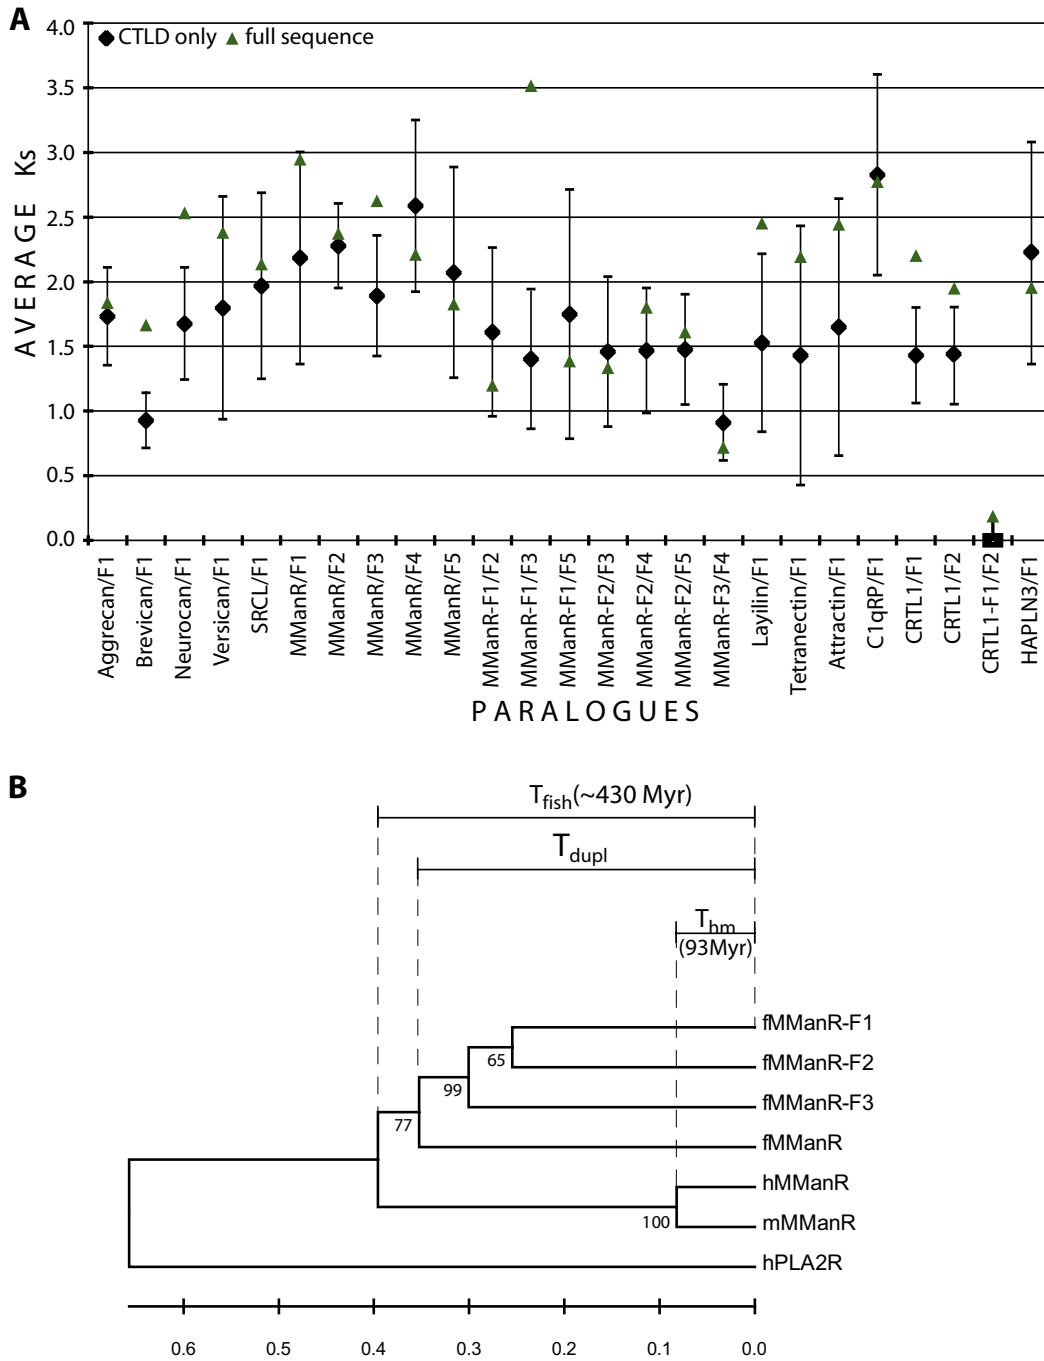 A
CTLD only full sequence
AVERAGE Ks
4.0
3.5
3.0
2.5
2.0
1.5
1.0
0.5
0.0
Aggrecan/F1
Brevican/F1
Neurocan/F1
Versican/F1
SRCL/F1
MManR/F1
MManR/F2
MManR/F3
MManR/F4
MManR/F5
MManR-F1/F2
MManR-F1/F3
MManR-F1/F5
MManR-F2/F3
MManR-F2/F4
MManR-F2/F5
MManR-F3/F4
Layilin/F1
Tetranectin/F1
Attractin/F1
C1qRP/F1
CRTL1/F1
CRTL1/F2
CRTL1-F1/F2
HAPLN3/F1
PARALOGUES
B
Tfish(~430 Myr)
Tdupl
Thm
(93Myr)
fMManR-F1
65
fMManR-F2
99
fMManR-F3
77
fMManR
hMManR
100
mMManR
hPLA2R
0.6 0.5 0.4 0.3 0.2 0.1 0.0